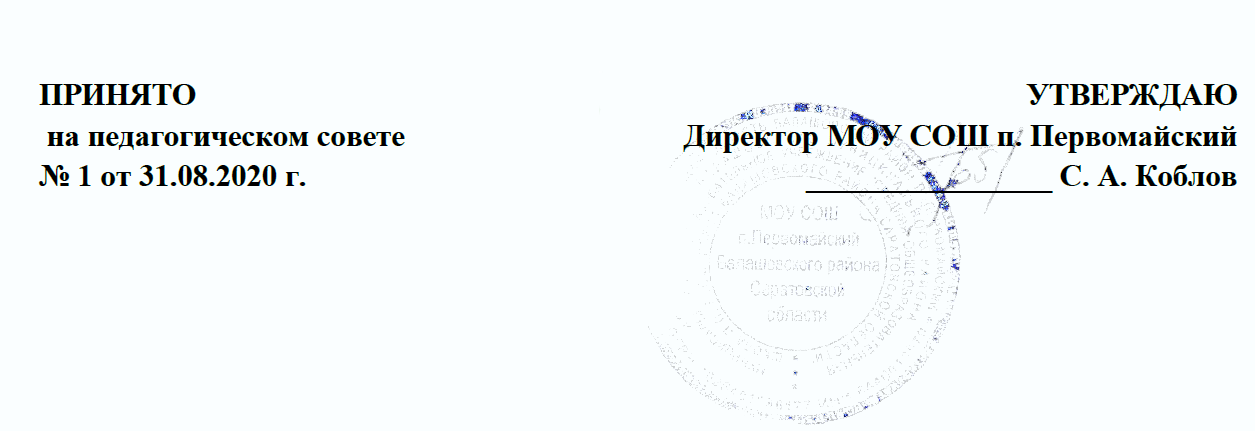 ПРИНЯТО
на педагогическом совете
№ 1 от 31.08.2020 г.
УТВЕРЖДАЮ
Директор МОУ СОШ п. Первомайский
С. А. Коблов
МОУ СОШ
п.Первомайский
Балашовского района
Саратовской
области